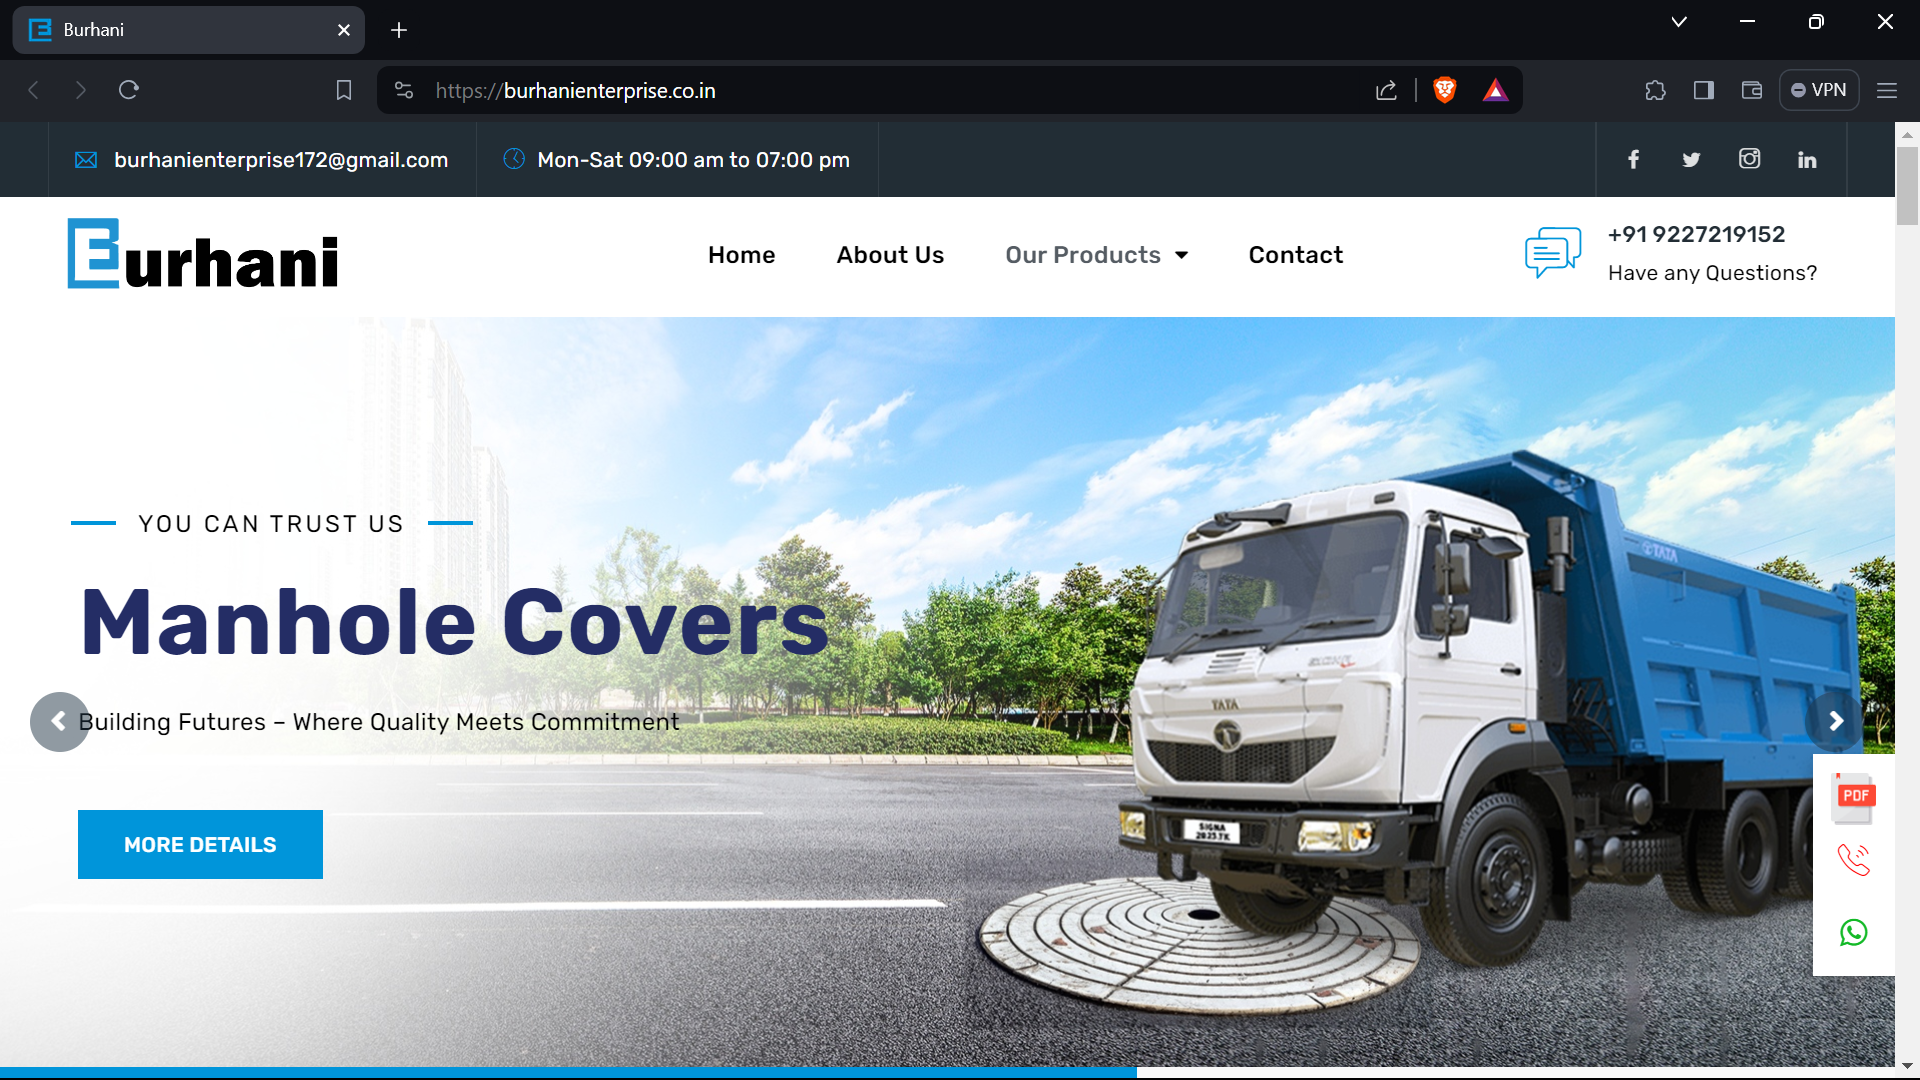 Burhani
https://burhanienterprise.co.in
VPN
burhanienterprise172@gmail.com
Mon-Sat 09:00 am to 07:00 pm
Burhani
Home
About Us
Our Products
Contact
+91 9227219152
Have any Questions?
YOU CAN TRUST US
Manhole Covers
Building Futures – Where Quality Meets Commitment
MORE DETAILS
TATA
TATA
SIGNA
PDF